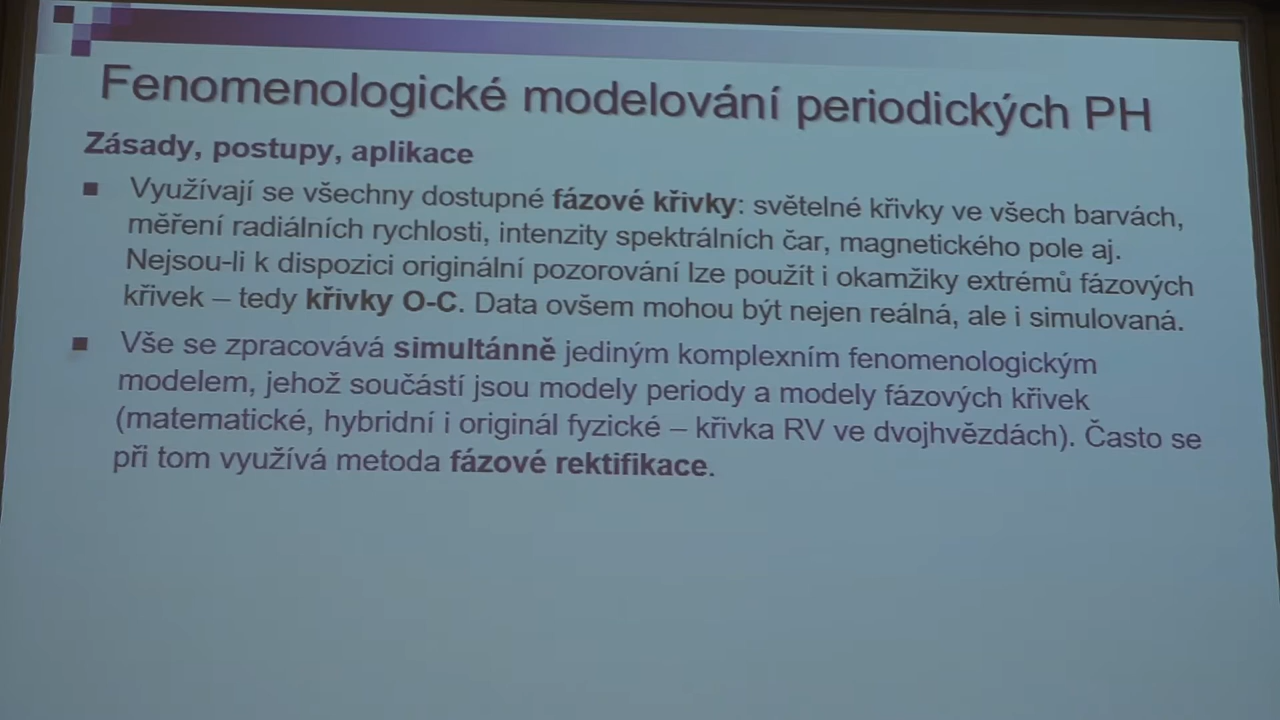 Fenomenologické modelování periodických PH
Zásady, postupy, aplikace
Využívají se všechny dostupné fázové křivky: světelné křivky ve všech barvách,
měření radiálních rychlosti, intenzity spektrálních čar, magnetického pole aj.
Nejsou-li k dispozici originální pozorování lze použít i okamžiky extrémů fázových
křivek – tedy křivky O-C. Data ovšem mohou být nejen reálná, ale i simulovaná.
Vše se zpracovává simultánně jediným komplexním fenomenologickým
modelem, jehož součástí jsou modely periody a modely fázových křivek
(matematické, hybridní i originál fyzické – křivka RV ve dvojhvězdách). Často se
při tom využívá metoda fázové rektifikace.